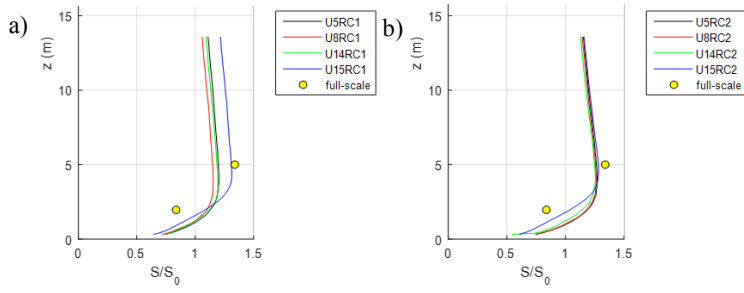 a)
z (m)
15
10
5
0
0
0.5
1
1.5
S/S0
U5RC1
U8RC1
U14RC1
U15RC1
full-scale
b)
z (m)
15
10
5
0
0
0.5
1
1.5
S/S0
U5RC2
U8RC2
U14RC2
U15RC2
full-scale